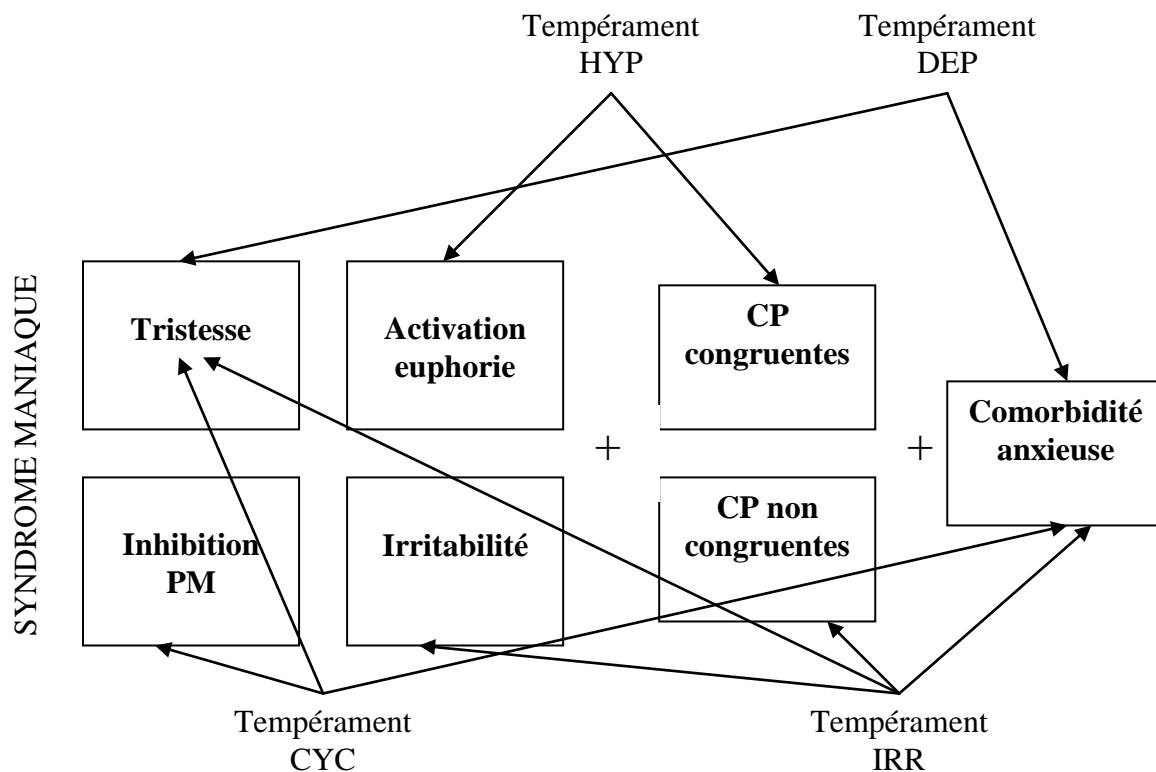 Tempérament
HYP
Tempérament
DEP
SYNDROME MANIAQUE
Tristesse
Activation
euphorie
CP
congruentes
Comorbidité
anxieuse
+
+
Inhibition
PM
Irritabilité
CP non
congruentes
Tempérament
CYC
Tempérament
IRR